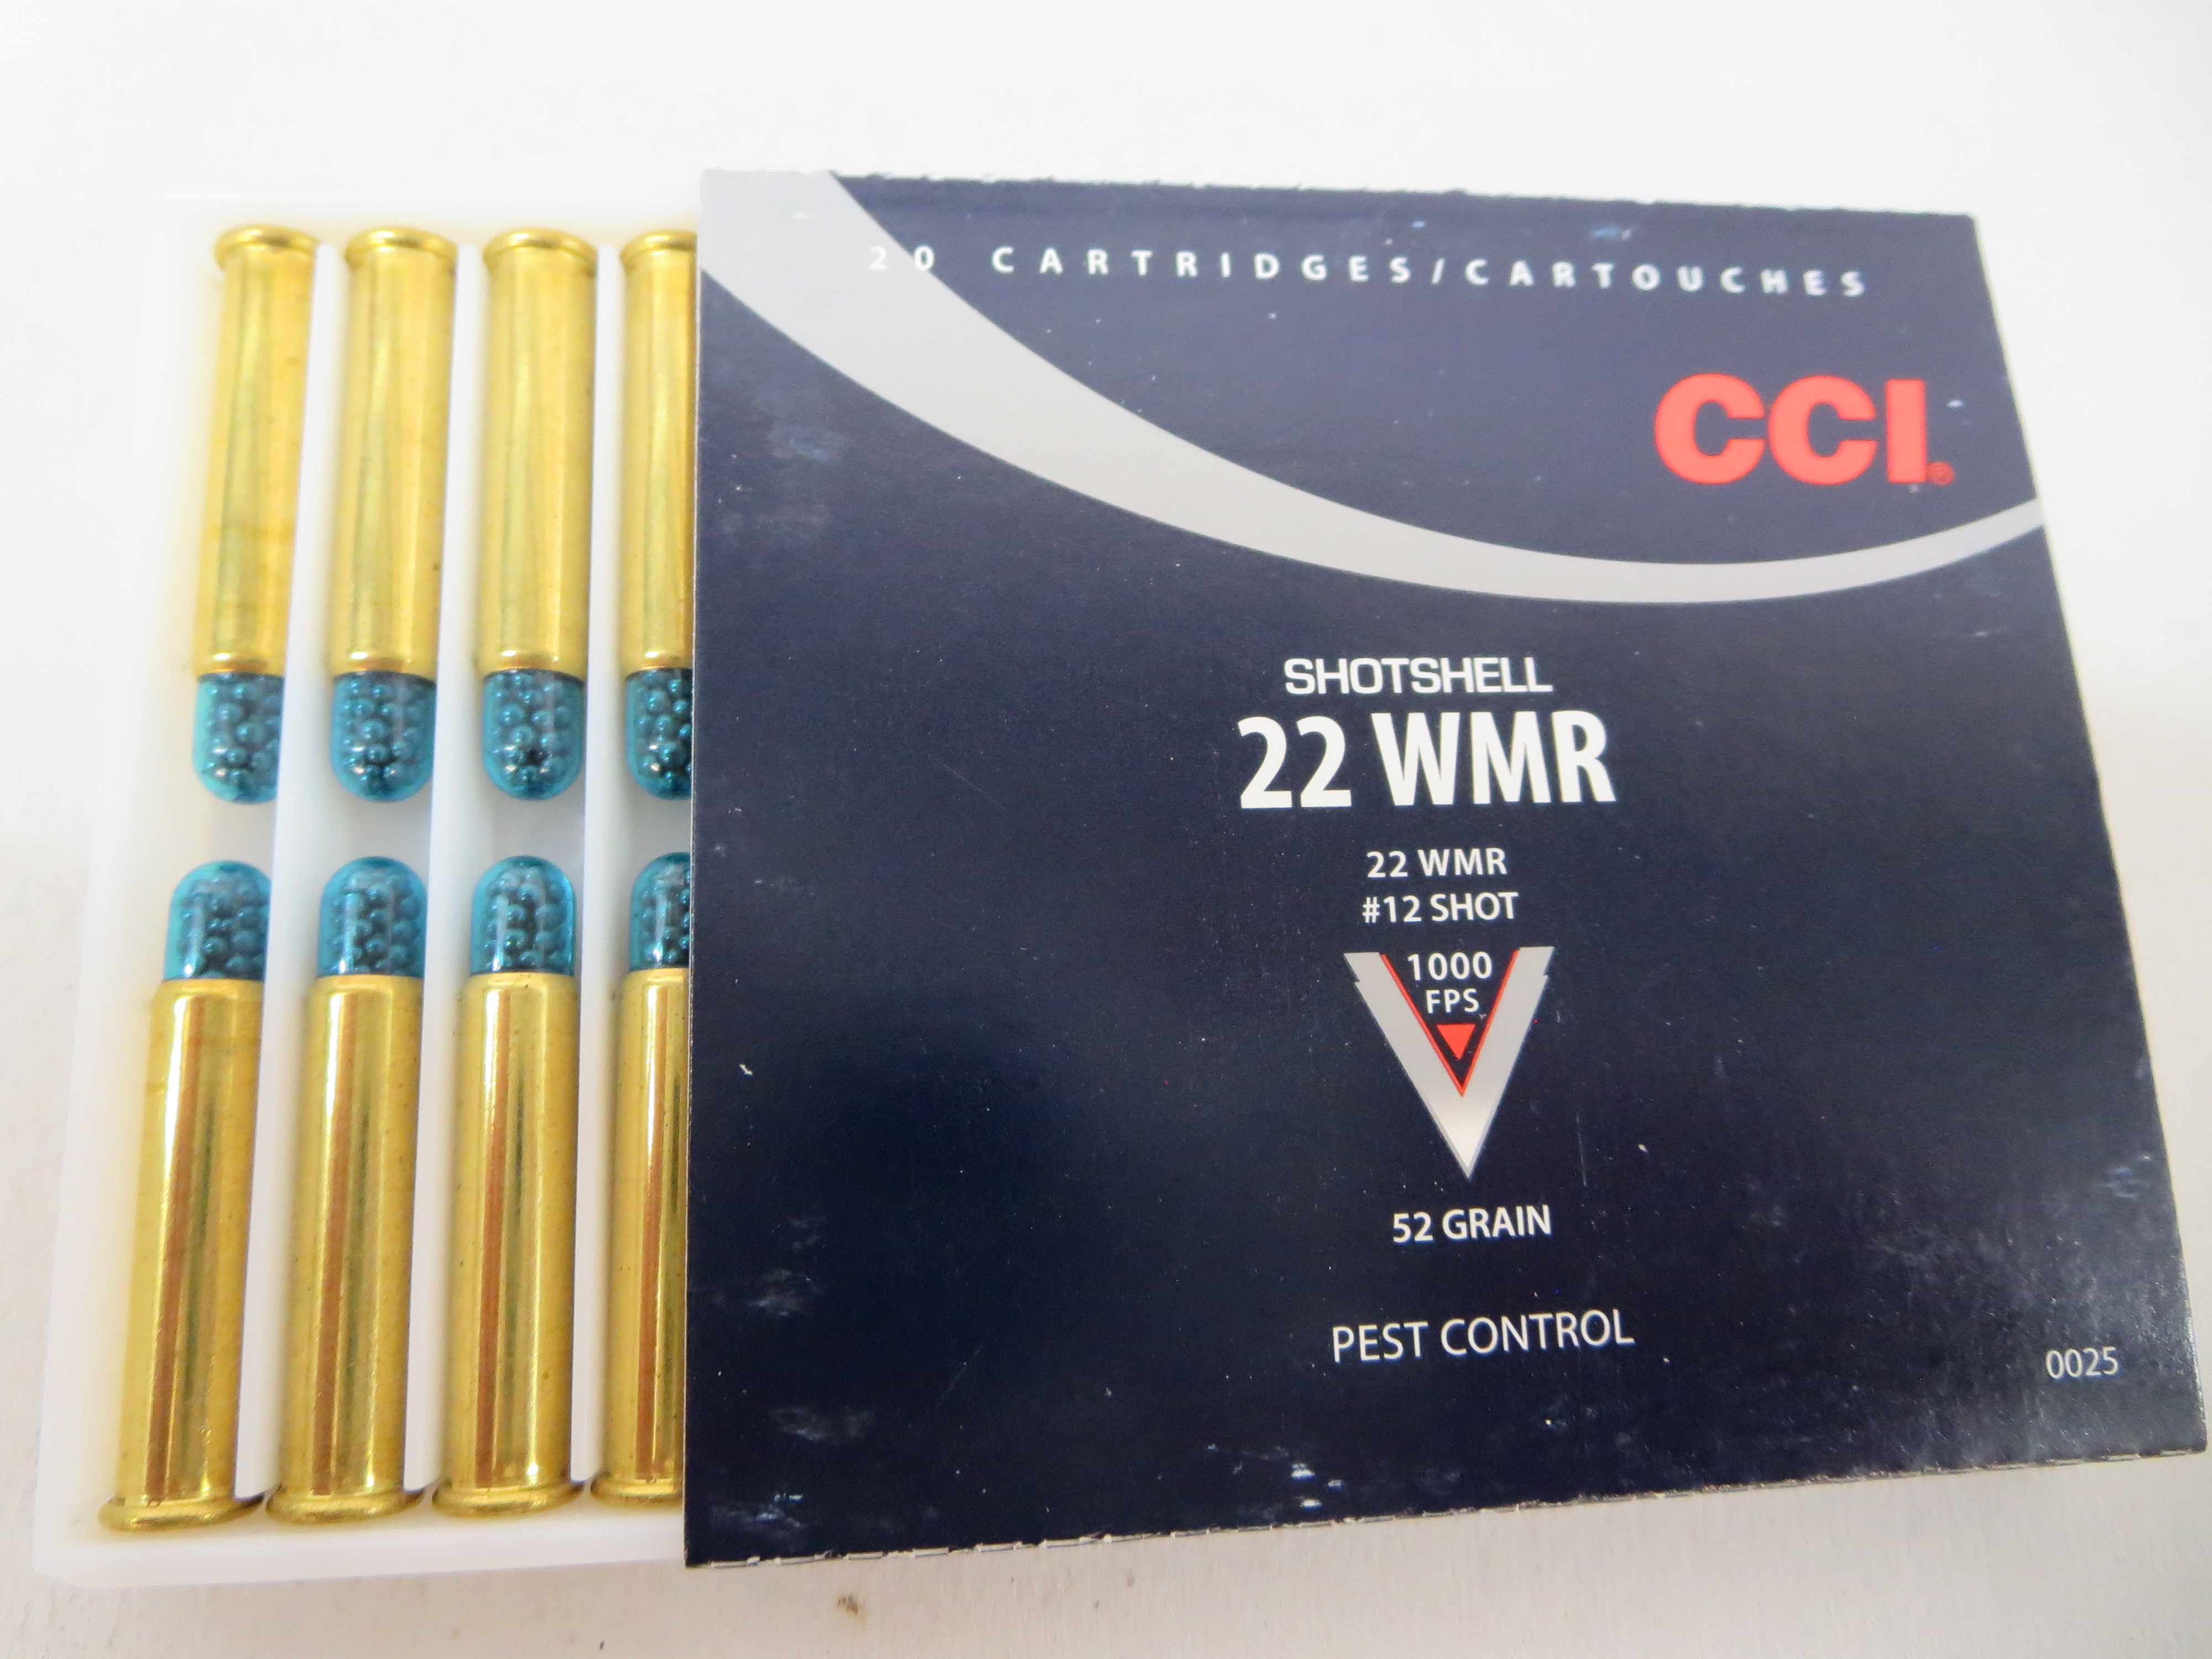 20 CARTRIDGES/CARTOUCHES
CCI®
SHOTSHELL
22 WMR
22 WMR
#12 SHOT
1000
FPS
52 GRAIN
PEST CONTROL
0025